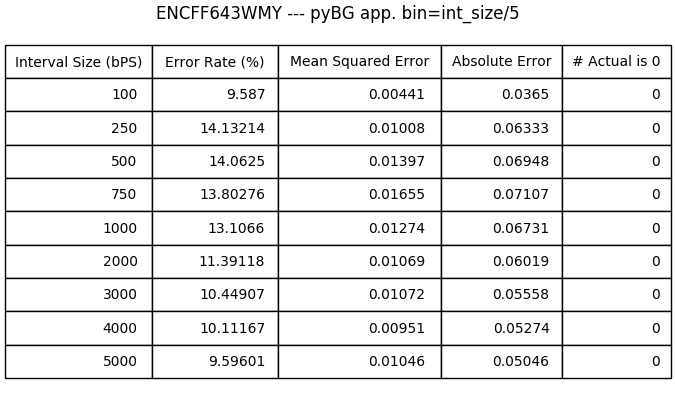 ENCFF643WMY --- pyBG app. bin=int_size/5
Interval Size (bPS) Error Rate (%) Mean Squared Error Absolute Error # Actual is 0
100 9.587 0.00441 0.0365 0
250 14.13214 0.01008 0.06333 0
500 14.0625 0.01397 0.06948 0
750 13.80276 0.01655 0.07107 0
1000 13.1066 0.01274 0.06731 0
2000 11.39118 0.01069 0.06019 0
3000 10.44907 0.01072 0.05558 0
4000 10.11167 0.00951 0.05274 0
5000 9.59601 0.01046 0.05046 0